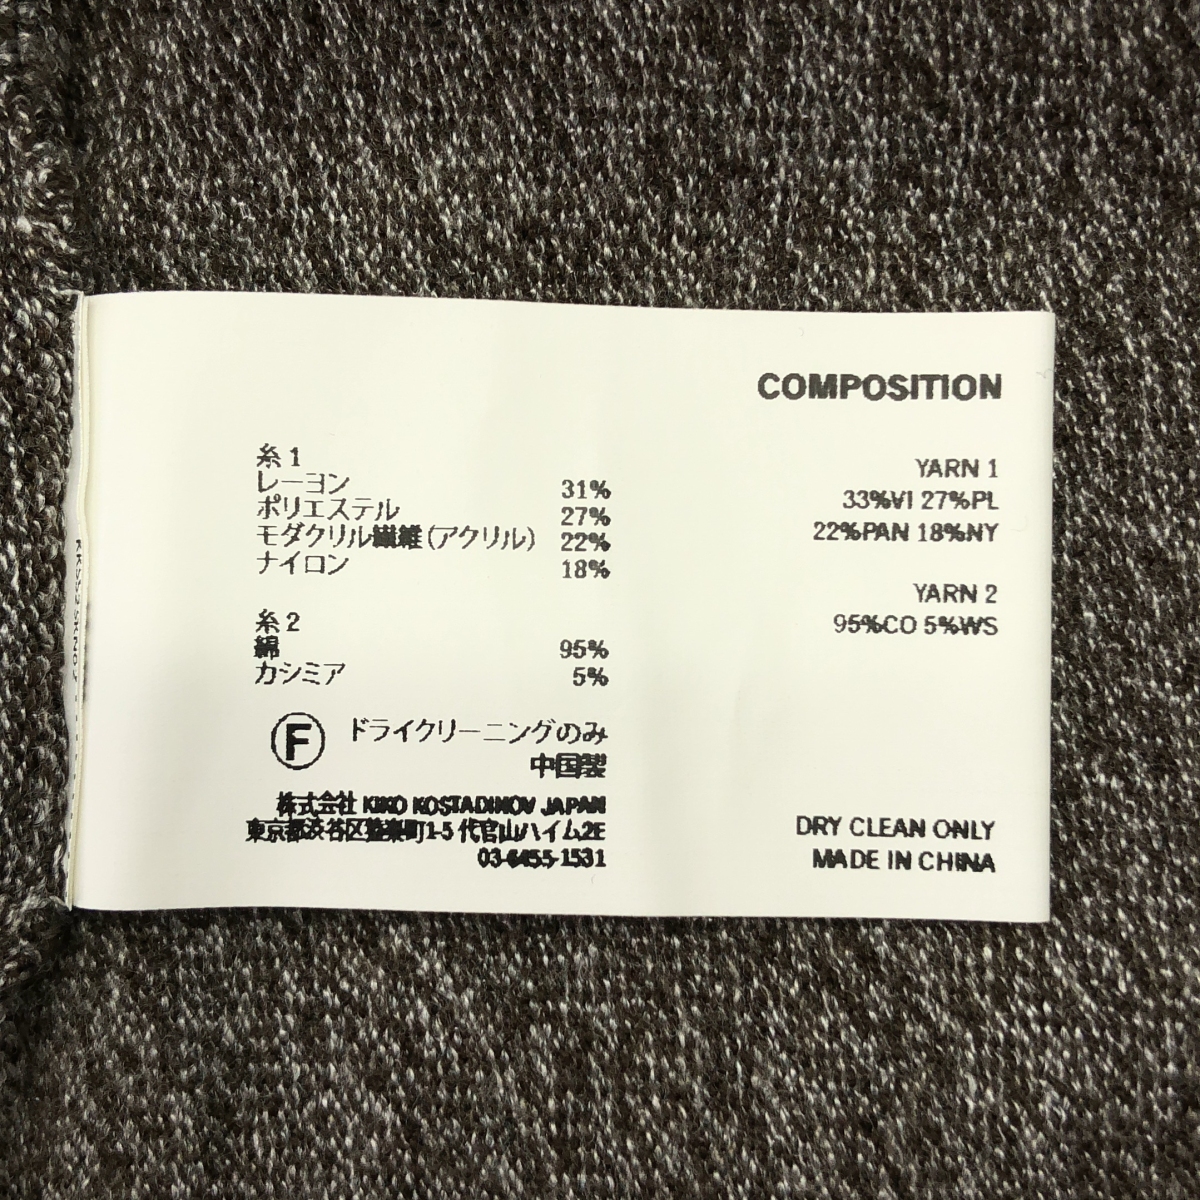 COMPOSITION
糸1
レーヨン 31%
ポリエステル 27%
モダクリル繊維(アクリル) 22%
ナイロン 18%
糸2
綿 95%
カシミア 5%
F ドライクリーニングのみ
中国製
株式会社 KIKO KOSTADINOV JAPAN
東京都渋谷区猿楽町1-5 代官山ハイム2E
03-6455-1531
YARN 1
33%VI 27%PL
22%PAN 18%NY
YARN 2
95%CO 5%WS
DRY CLEAN ONLY
MADE IN CHINA